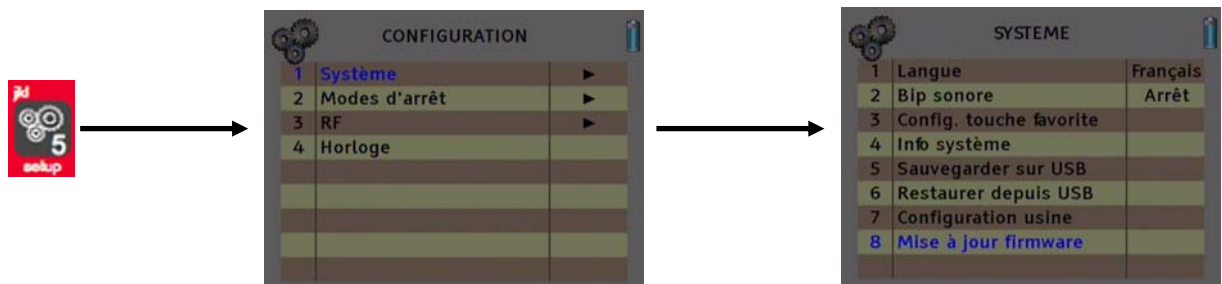 jkl
5
setup
CONFIGURATION
1 Système
2 Modes d'arrêt
3 RF
4 Horloge
SYSTEME
1 Langue Français
2 Bip sonore Arrêt
3 Config. touche favorite
4 Info système
5 Sauvegarder sur USB
6 Restaurer depuis USB
7 Configuration usine
8 Mise à jour firmware